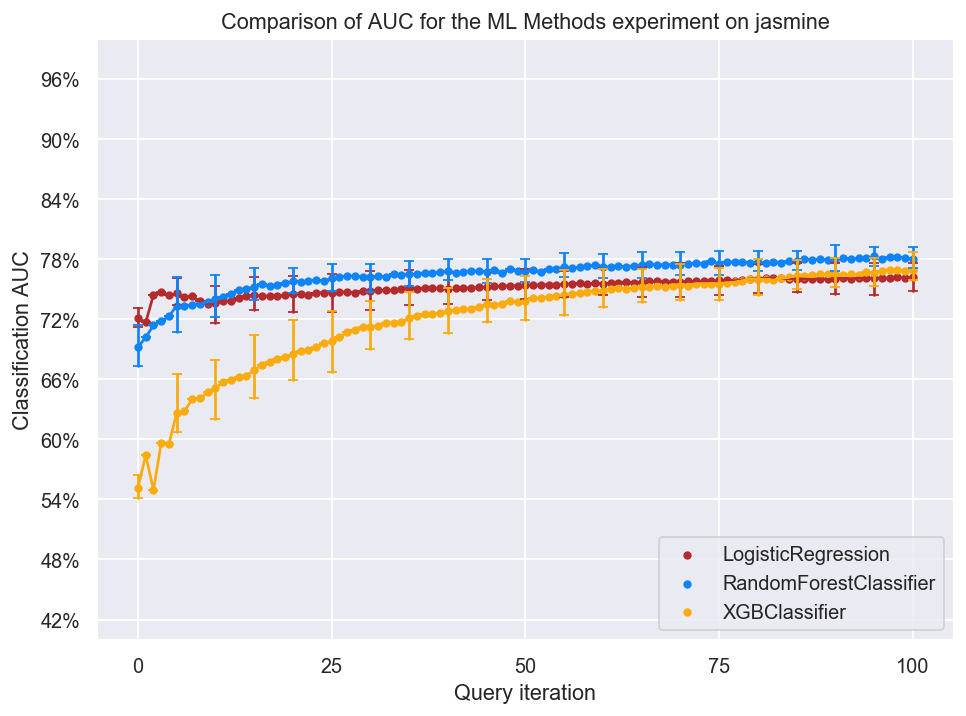 Comparison of AUC for the ML Methods experiment on jasmine
Classification AUC
96%
90%
84%
78%
72%
66%
60%
54%
48%
42%
LogisticRegression
RandomForestClassifier
XGBClassifier
0 25 50 75 100
Query iteration